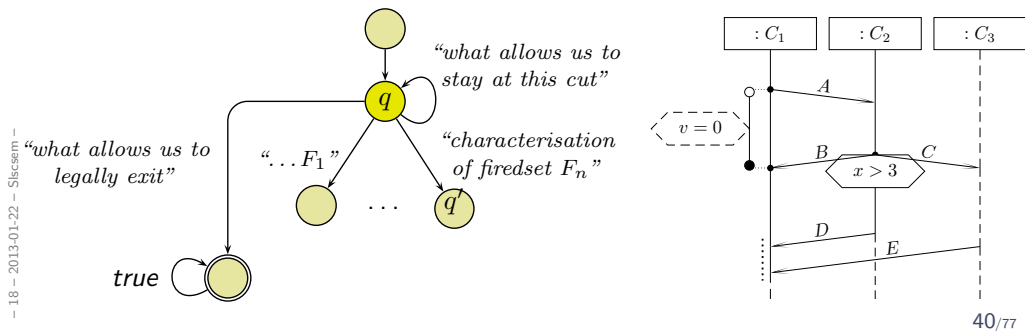 – 18 – 2013-01-22 – Slscsem –
“what allows us to
stay at this cut”
q
“what allows us to
legally exit”
“... F1”
“characterisation
of firedset Fn”
. . .
q′
true
: C1
: C2
: C3
A
v = 0
B
C
x > 3
D
E
40/77